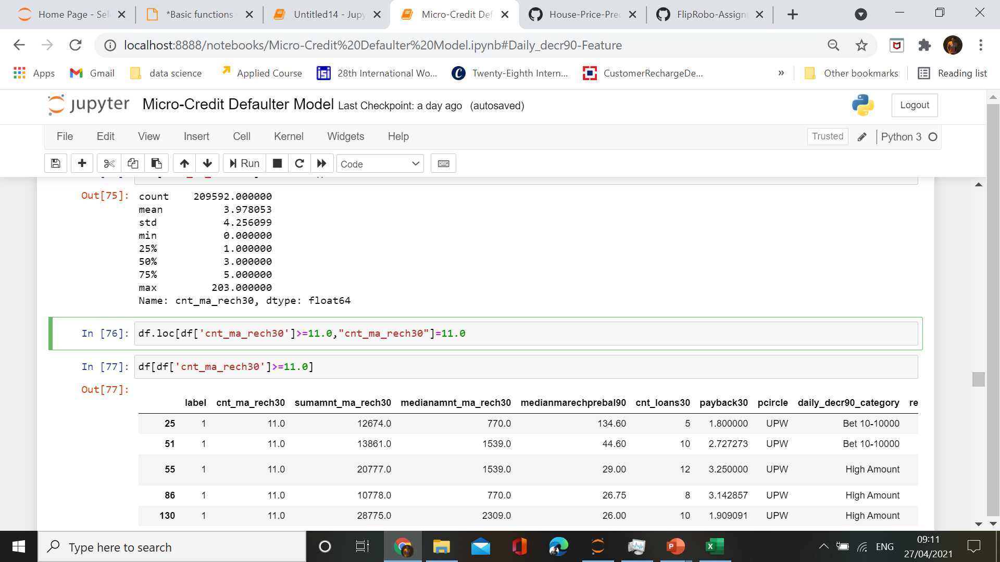 Home Page - Sel
*Basic functions -
Untitled14 - Jupy
Micro-Credit Def
House-Price-Pred
FlipRobo-Assignm
localhost:8888/notebooks/Micro-Credit%20Defaulter%20Model.ipynb#Daily_decr90-Feature
Apps
Gmail
data science
Applied Course
28th International Wo...
Twenty-Eighth Intern...
CustomerRechargeDe...
»
Other bookmarks
Reading list
jupyter Micro-Credit Defaulter Model Last Checkpoint: a day ago (autosaved)
Logout
File Edit View Insert Cell Kernel Widgets Help
Trusted
Python 3
Run
Code
Out[75]:
count 209592.000000
mean 3.978053
std 4.256099
min 0.000000
25% 1.000000
50% 3.000000
75% 5.000000
max 203.000000
Name: cnt_ma_rech30, dtype: float64
In [76]: df.loc[df['cnt_ma_rech30']>=11.0,"cnt_ma_rech30"]=11.0
In [77]: df[df['cnt_ma_rech30']>=11.0]
Out[77]:
label cnt_ma_rech30 sumamnt_ma_rech30 medianamnt_ma_rech30 medianmarechprebal90 cnt_loans30 payback30 pcircle daily_decr90_category re
25 1 11.0 12674.0 770.0 134.60 5 1.800000 UPW Bet 10-10000
51 1 11.0 13861.0 1539.0 44.60 10 2.727273 UPW Bet 10-10000
55 1 11.0 20777.0 1539.0 29.00 12 3.250000 UPW High Amount
86 1 11.0 10778.0 770.0 26.75 8 3.142857 UPW High Amount
130 1 11.0 28775.0 2309.0 26.00 10 1.909091 UPW High Amount
Type here to search
ENG
09:11
27/04/2021